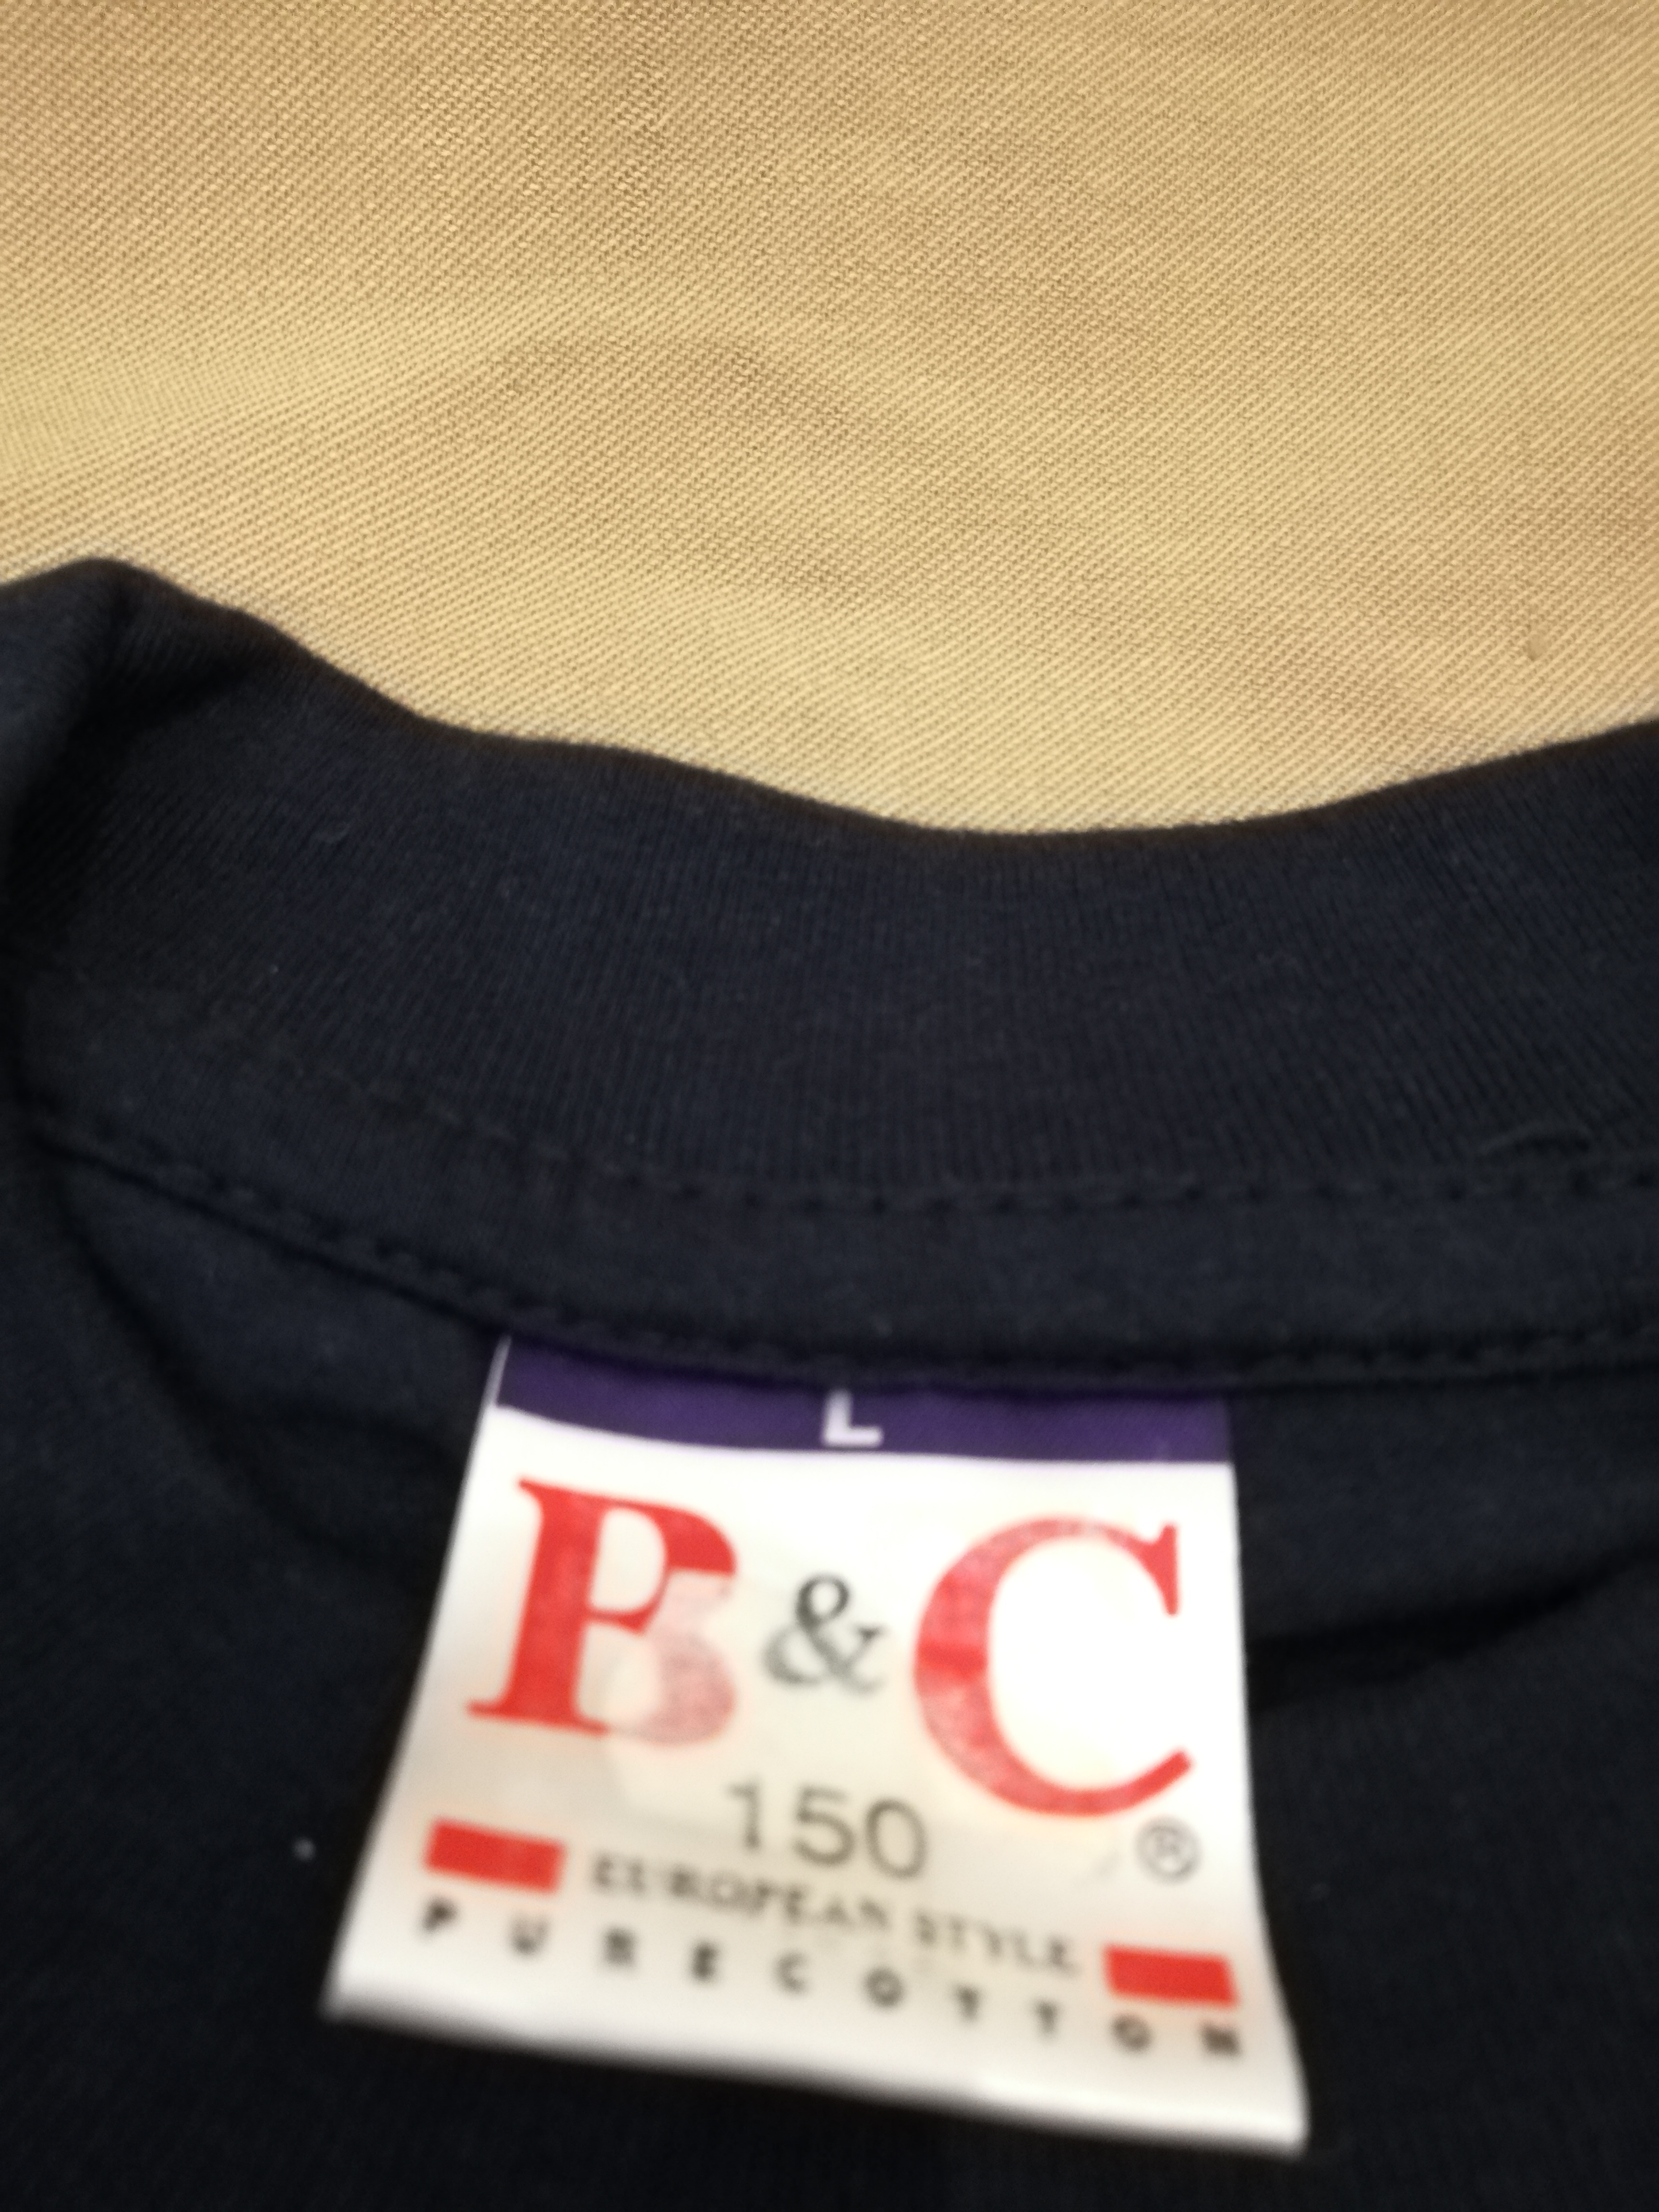 L
B&C
150
®
EUROPEAN STYLE
PURE COTTON